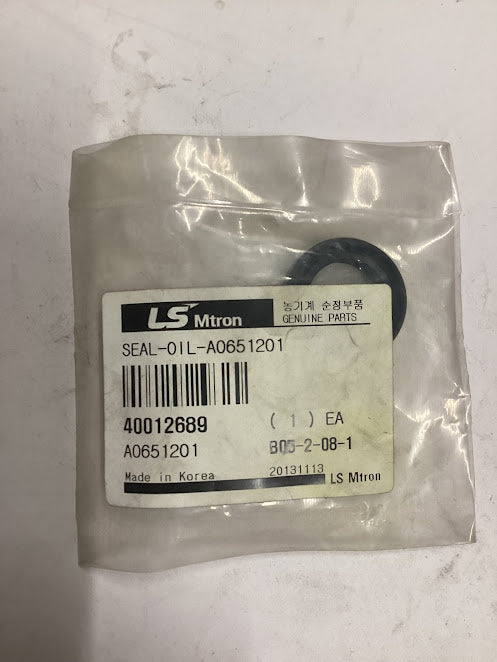 LS Mtron
농기계 순정부품
GENUINE PARTS
SEAL-OIL-A0651201
40012689
( 1 ) EA
A0651201
B05-2-08-1
20131113
Made in Korea
LS Mtron